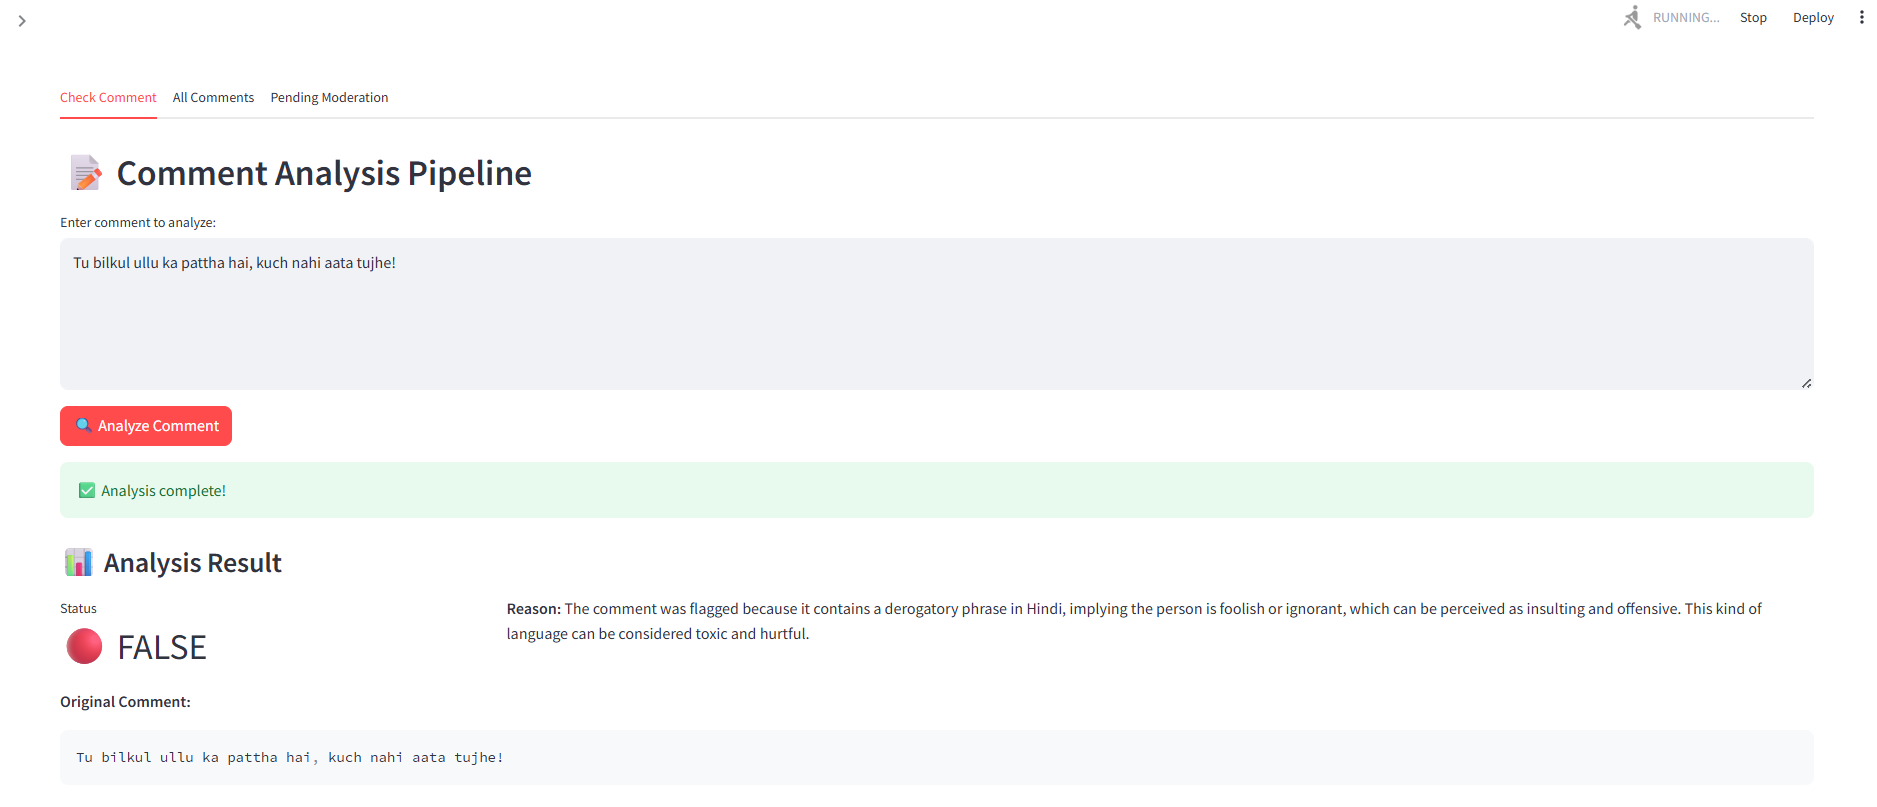 RUNNING...
Stop
Deploy
Check Comment
All Comments
Pending Moderation
Comment Analysis Pipeline
Enter comment to analyze:
Tu bilkul ullu ka pattha hai, kuch nahi aata tujhe!
Analyze Comment
Analysis complete!
Analysis Result
Status
FALSE
Reason: The comment was flagged because it contains a derogatory phrase in Hindi, implying the person is foolish or ignorant, which can be perceived as insulting and offensive. This kind of
language can be considered toxic and hurtful.
Original Comment:
Tu bilkul ullu ka pattha hai, kuch nahi aata tujhe!